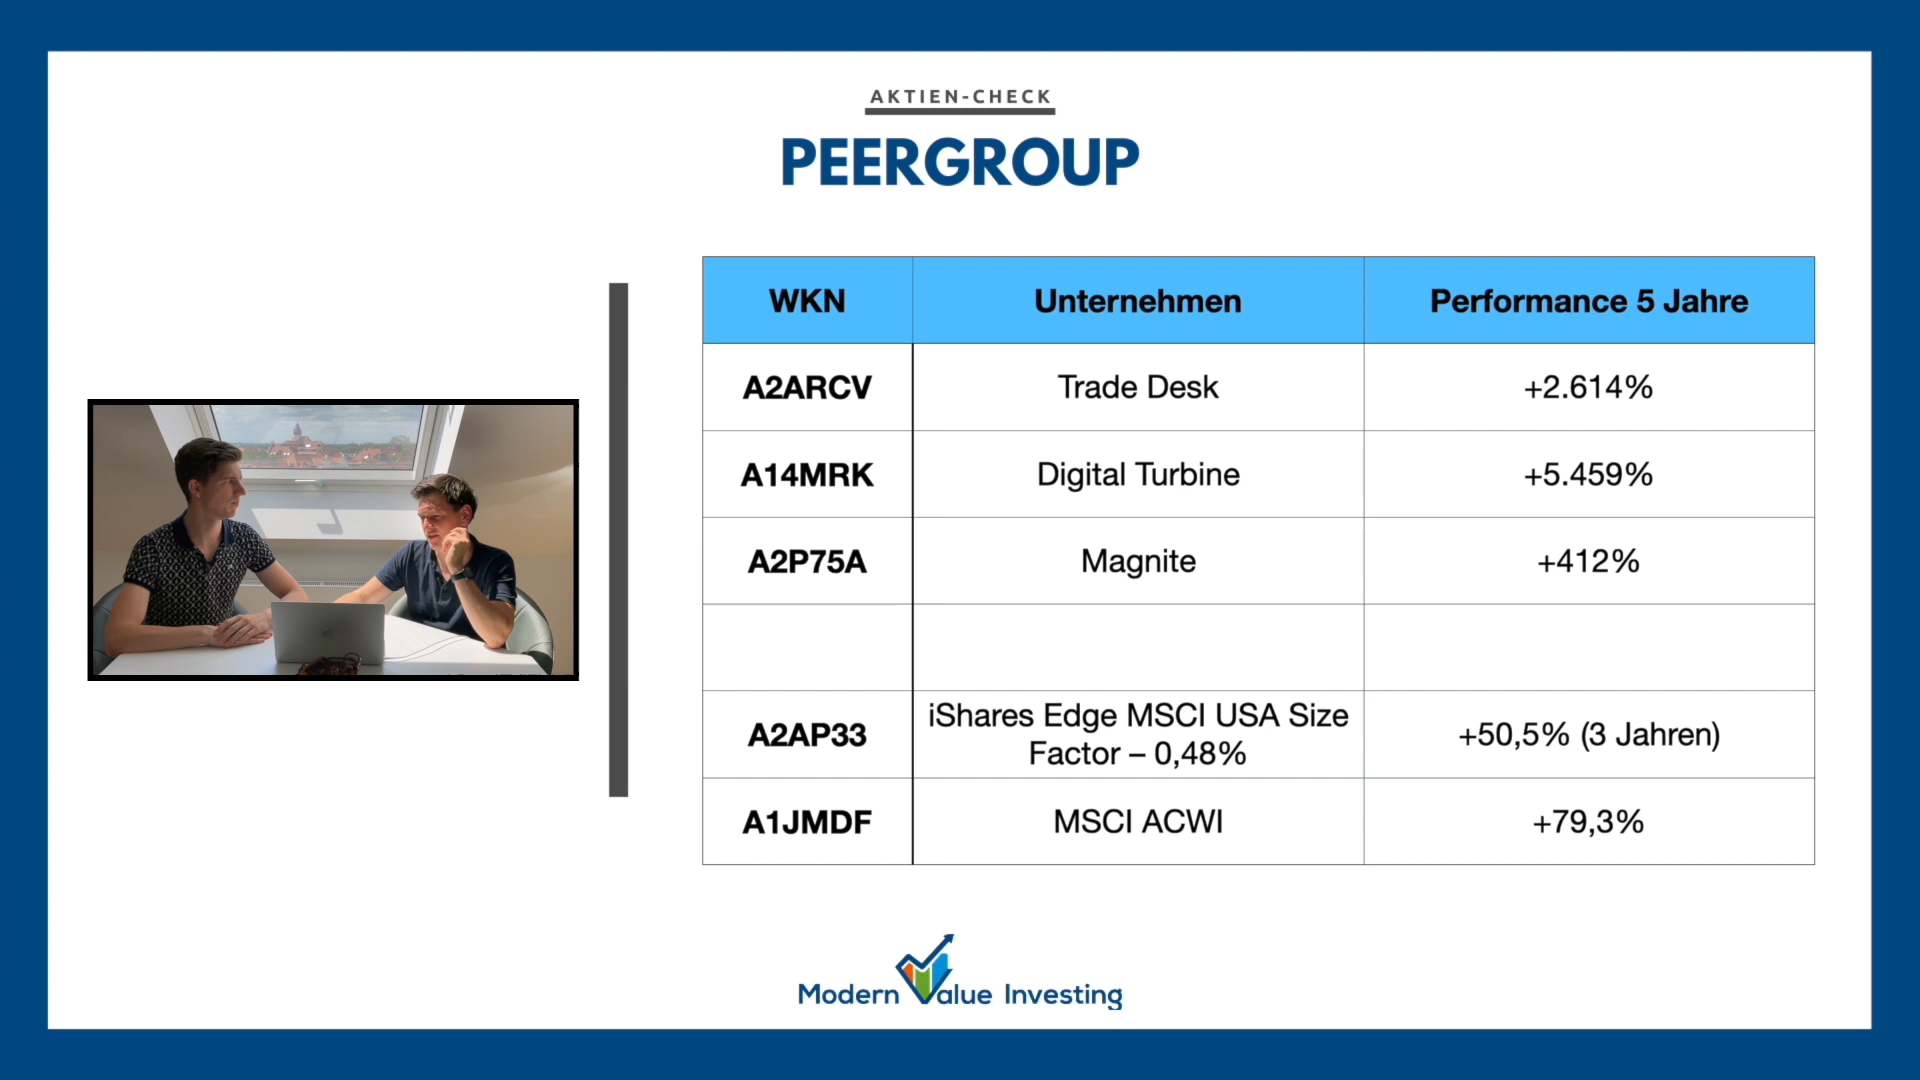 AKTIEN-CHECK
PEERGROUP
WKN Unternehmen Performance 5 Jahre
A2ARCV Trade Desk +2.614%
A14MRK Digital Turbine +5.459%
A2P75A Magnite +412%
A2AP33 iShares Edge MSCI USA Size +50,5% (3 Jahren)
Factor – 0,48%
A1JMDF MSCI ACWI +79,3%
Modern Value Investing